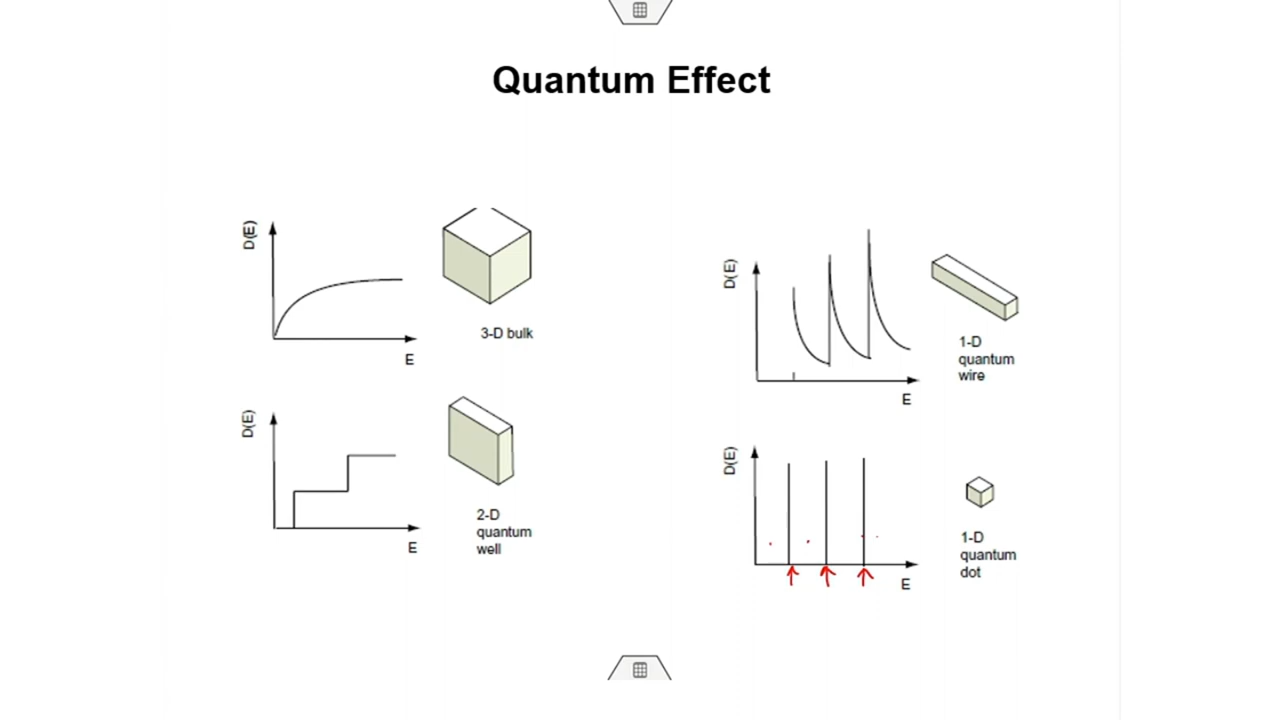 Quantum Effect
D(E)
3-D bulk
E
D(E)
2-D
quantum
well
E
D(E)
1-D
quantum
wire
E
D(E)
1-D
quantum
dot
E